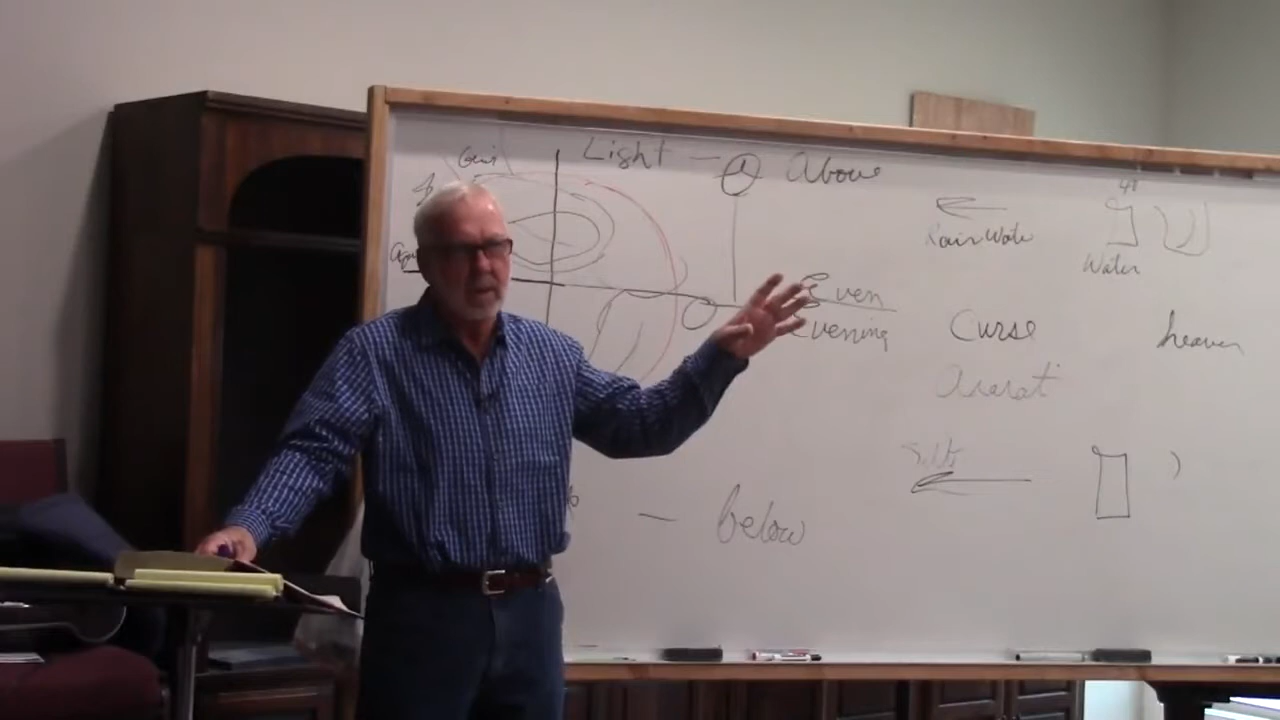 Light — Above
Rain Water
Water
Even
Evening
Curse
heaven
Ararat
— below